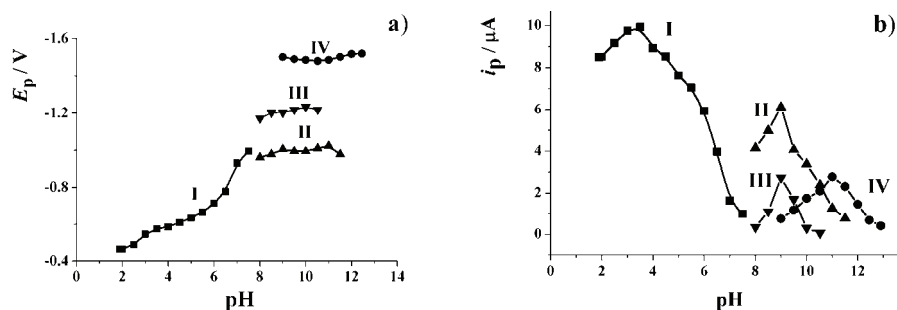 a)
-1.6
-1.2
-0.8
-0.4
Ep / V
I
II
III
IV
0 2 4 6 8 10 12 14
pH
b)
10
8
6
4
2
0
ip / μA
I
II
III
IV
0 2 4 6 8 10 12
pH